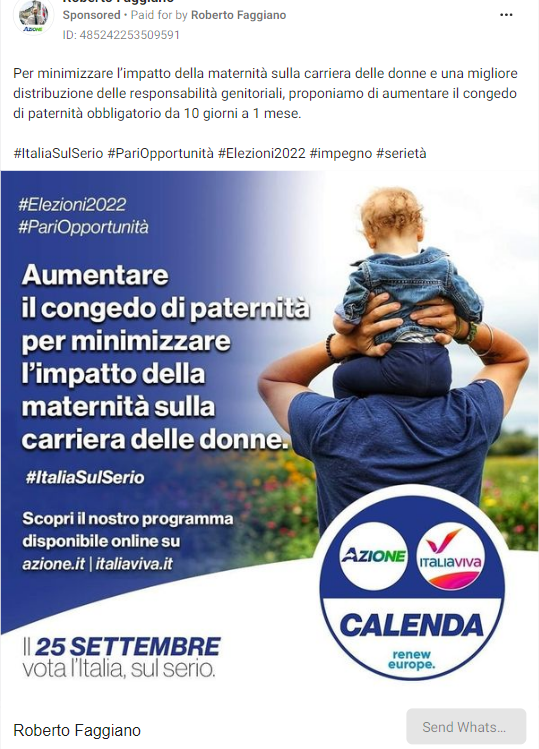 Roberto Faggiano
Sponsored • Paid for by Roberto Faggiano
ID: 485242253509591
Per minimizzare l'impatto della maternità sulla carriera delle donne e una migliore
distribuzione delle responsabilità genitoriali, proponiamo di aumentare il congedo
di paternità obbligatorio da 10 giorni a 1 mese.
#ItaliaSulSerio #PariOpportunità #Elezioni2022 #impegno #serietà
#Elezioni2022
#PariOpportunità
Aumentare
il congedo di paternità
per minimizzare
l'impatto della
maternità sulla
carriera delle donne.
#ItaliaSulSerio
Scopri il nostro programma
disponibile online su
azione.it | italiaviva.it
AZIONE
ITALIAVIVA
CALENDA
renew
europe.
Il 25 SETTEMBRE
vota l'Italia, sul serio.
Roberto Faggiano
Send Whats...